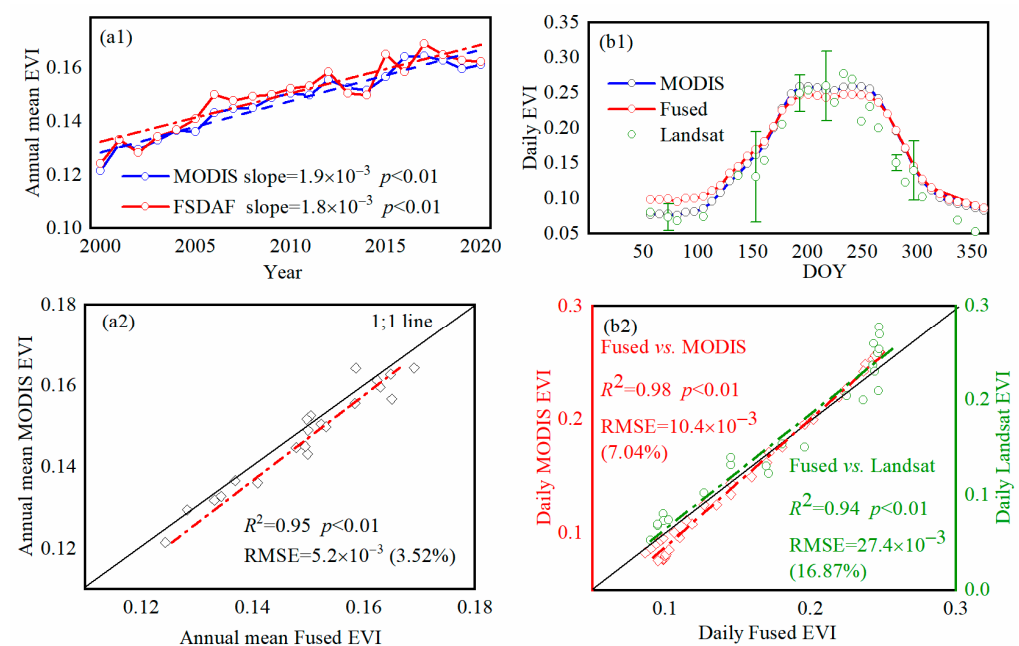 (a1)
Annual mean EVI
0.16
0.14
0.12
0.10
MODIS slope=1.9×10⁻³ p<0.01
FSDAF slope=1.8×10⁻³ p<0.01
2000 2005 2010 2015 2020
Year
(b1)
Daily EVI
0.35
0.30
0.25
0.20
0.15
0.10
0.05
MODIS
Fused
Landsat
50 100 150 200 250 300 350
DOY
(a2)
1;1 line
Annual mean MODIS EVI
0.18
0.16
0.14
0.12
R²=0.95 p<0.01
RMSE=5.2×10⁻³ (3.52%)
0.12 0.14 0.16 0.18
Annual mean Fused EVI
(b2)
Daily MODIS EVI
0.3
0.2
0.1
Fused vs. MODIS
R²=0.98 p<0.01
RMSE=10.4×10⁻³
(7.04%)
Fused vs. Landsat
R²=0.94 p<0.01
RMSE=27.4×10⁻³
(16.87%)
0.3
0.2
0.1
0.0
Daily Landsat EVI
0.1 0.2 0.3
Daily Fused EVI